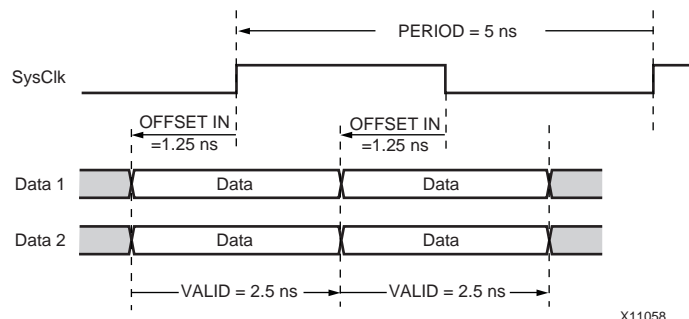 PERIOD = 5 ns
SysClk
OFFSET IN
=1.25 ns
OFFSET IN
=1.25 ns
Data 1
Data
Data
Data 2
Data
Data
VALID = 2.5 ns
VALID = 2.5 ns
X11058